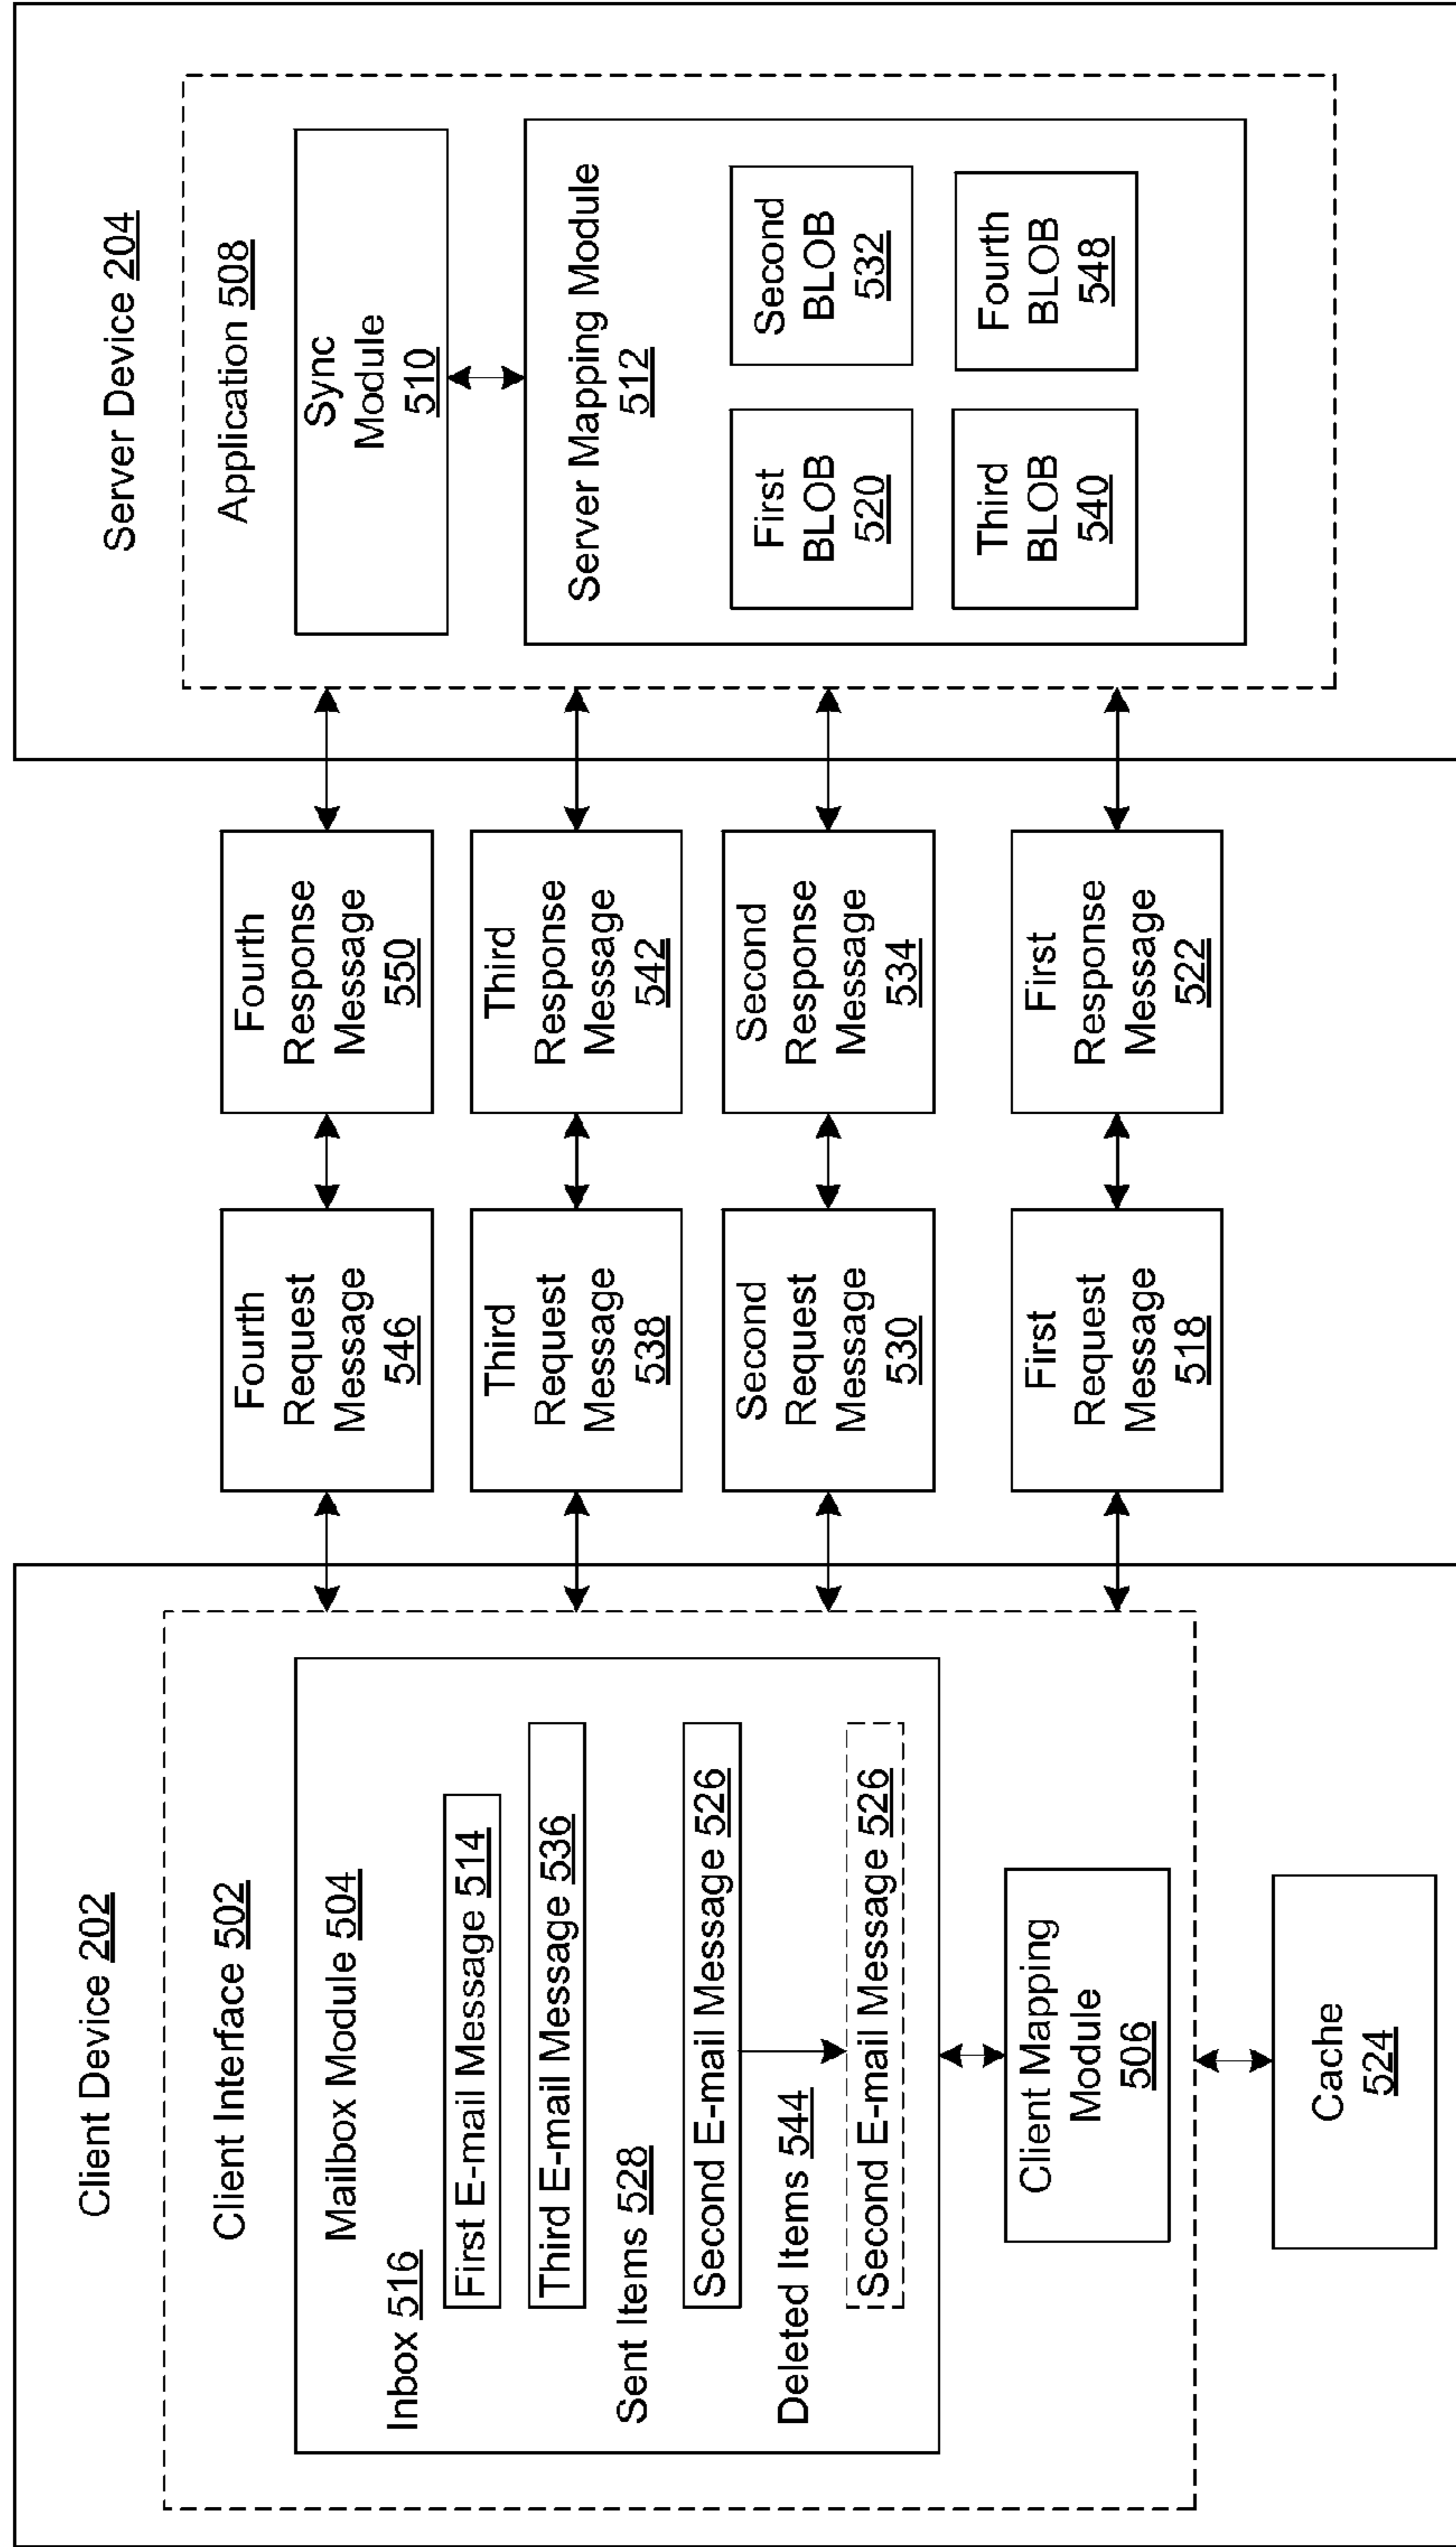 Client Device 202
Client Interface 502
Mailbox Module 504
Inbox 516
First E-mail Message 514
Third E-mail Message 536
Sent Items 528
Second E-mail Message 526
Deleted Items 544
Second E-mail Message 526
Client Mapping
Module
506
Cache
524
Fourth
Request
Message
546
Third
Request
Message
538
Second
Request
Message
530
First
Request
Message
518
Fourth
Response
Message
550
Third
Response
Message
542
Second
Response
Message
534
First
Response
Message
522
Server Device 204
Application 508
Sync
Module
510
Server Mapping Module
512
First
BLOB
520
Second
BLOB
532
Third
BLOB
540
Fourth
BLOB
548